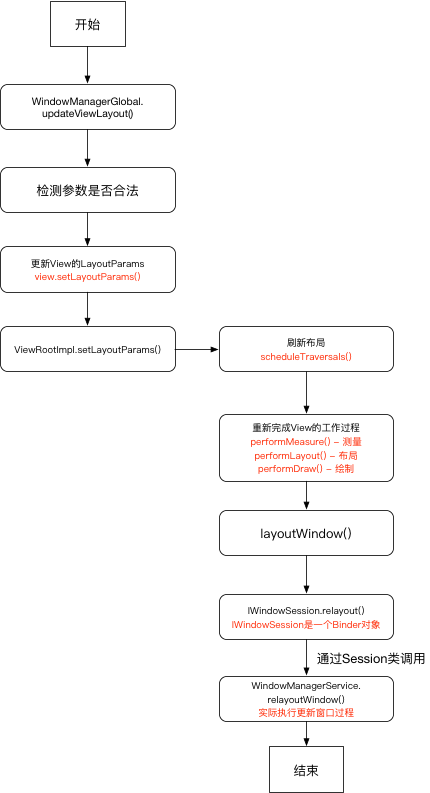 开始
WindowManagerGlobal.
updateViewLayout()
检测参数是否合法
更新View的LayoutParams
view.setLayoutParams()
ViewRootImpl.setLayoutParams()
刷新布局
scheduleTraversals()
重新完成View的工作过程
performMeasure() – 测量
performLayout() – 布局
performDraw() – 绘制
layoutWindow()
IWindowSession.relayout()
IWindowSession是一个Binder对象
通过Session类调用
WindowManagerService.
relayoutWindow()
实际执行更新窗口过程
结束